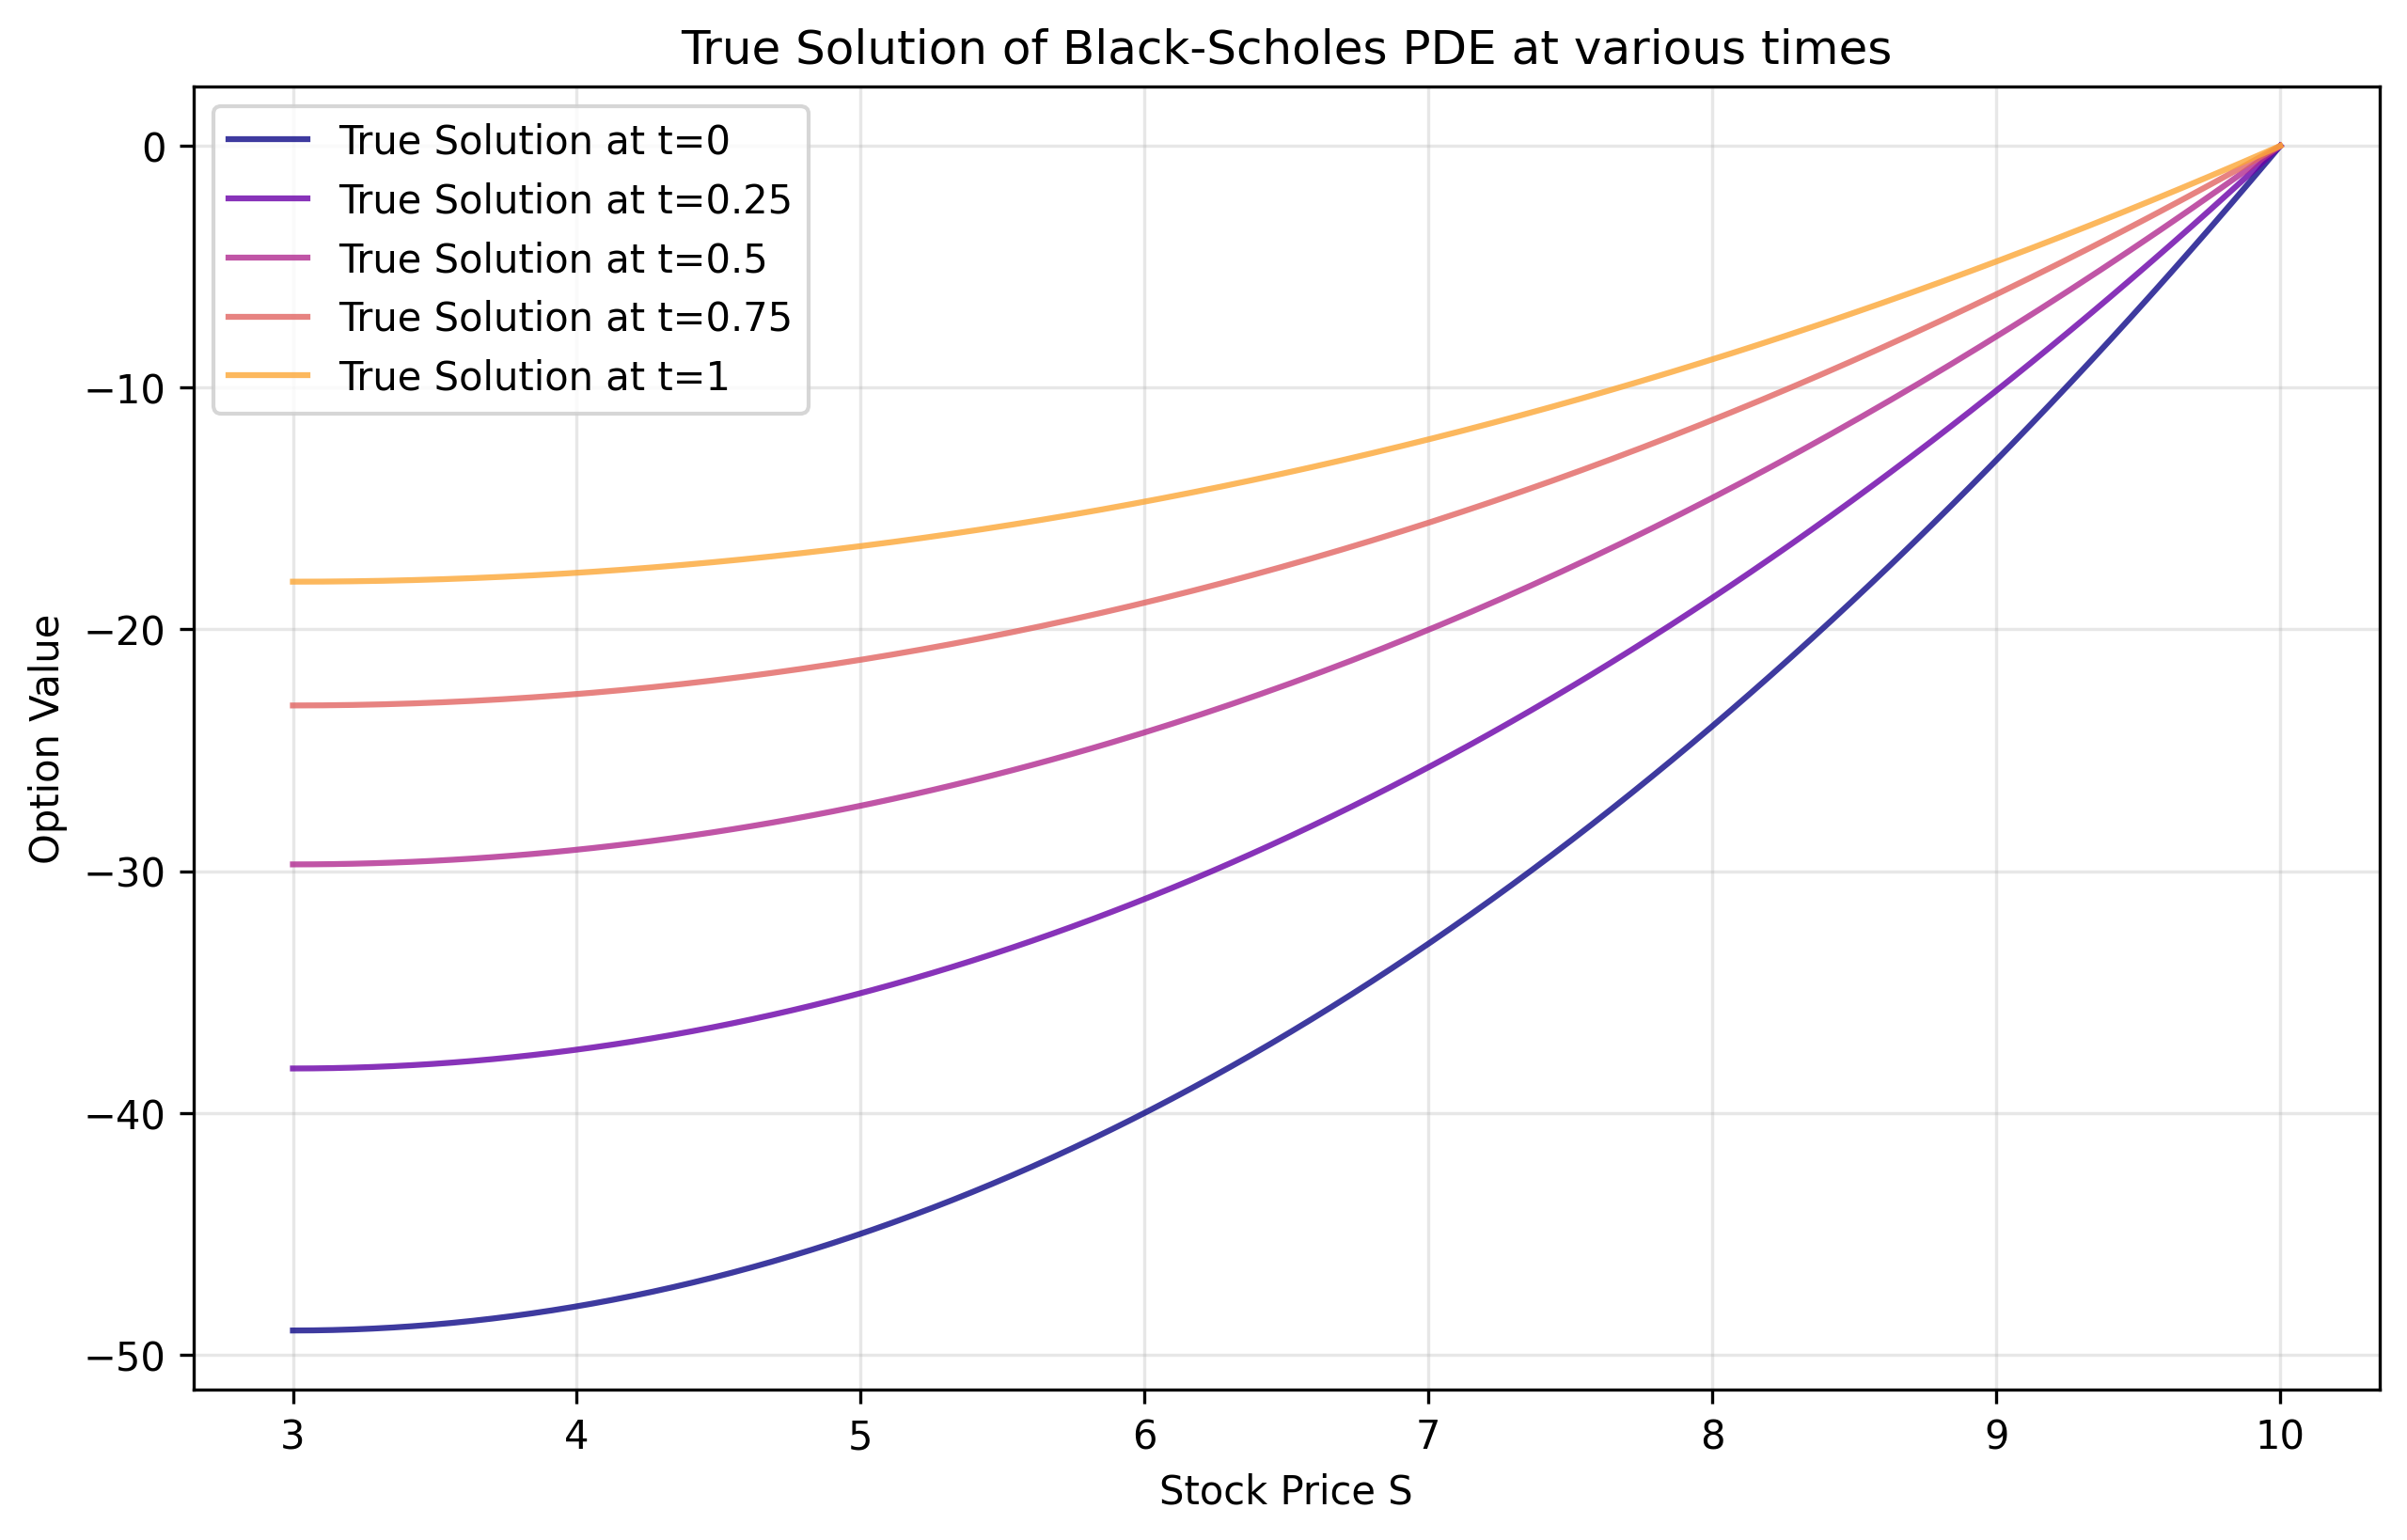 True Solution of Black-Scholes PDE at various times
True Solution at t=0
True Solution at t=0.25
True Solution at t=0.5
True Solution at t=0.75
True Solution at t=1
Option Value
0
−10
−20
−30
−40
−50
3 4 5 6 7 8 9 10
Stock Price S